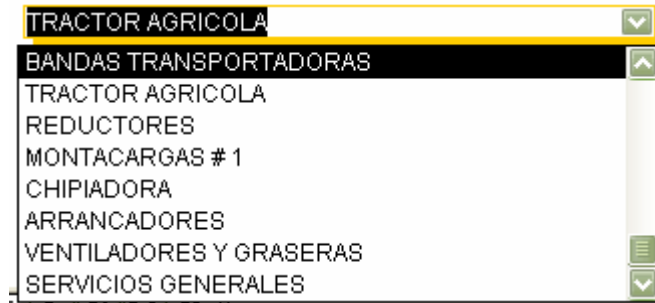 TRACTOR AGRICOLA
BANDAS TRANSPORTADORAS
TRACTOR AGRICOLA
REDUCTORES
MONTACARGAS # 1
CHIPIADORA
ARRANCADORES
VENTILADORES Y GRASERAS
SERVICIOS GENERALES